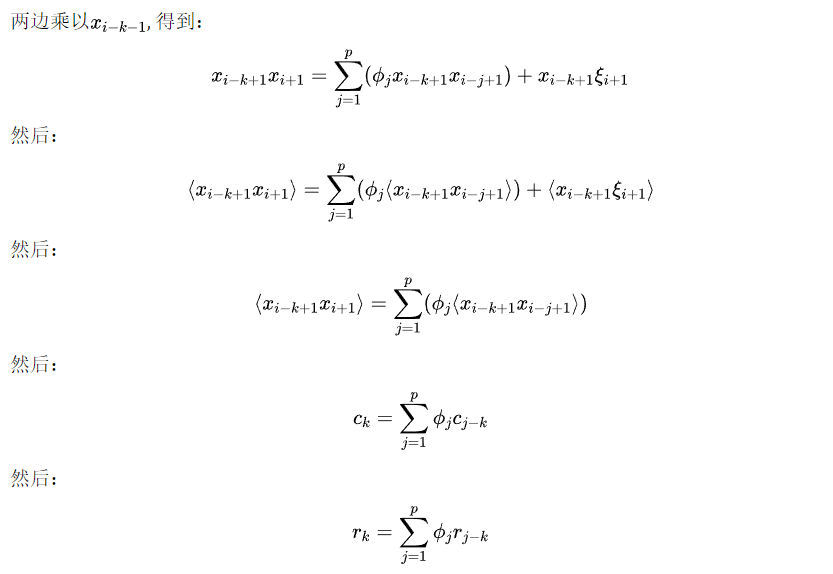 两边乘以$x_{i-k-1}$, 得到：
$$x_{i-k+1}x_{i+1} = \sum_{j=1}^{p}(\phi_j x_{i-k+1}x_{i-j+1}) + x_{i-k+1}\xi_{i+1}$$
然后：
$$\langle x_{i-k+1}x_{i+1}\rangle = \sum_{j=1}^{p}(\phi_j\langle x_{i-k+1}x_{i-j+1}\rangle) + \langle x_{i-k+1}\xi_{i+1}\rangle$$
然后：
$$\langle x_{i-k+1}x_{i+1}\rangle = \sum_{j=1}^{p}(\phi_j\langle x_{i-k+1}x_{i-j+1}\rangle)$$
然后：
$$c_k = \sum_{j=1}^{p}\phi_j c_{j-k}$$
然后：
$$r_k = \sum_{j=1}^{p}\phi_j r_{j-k}$$